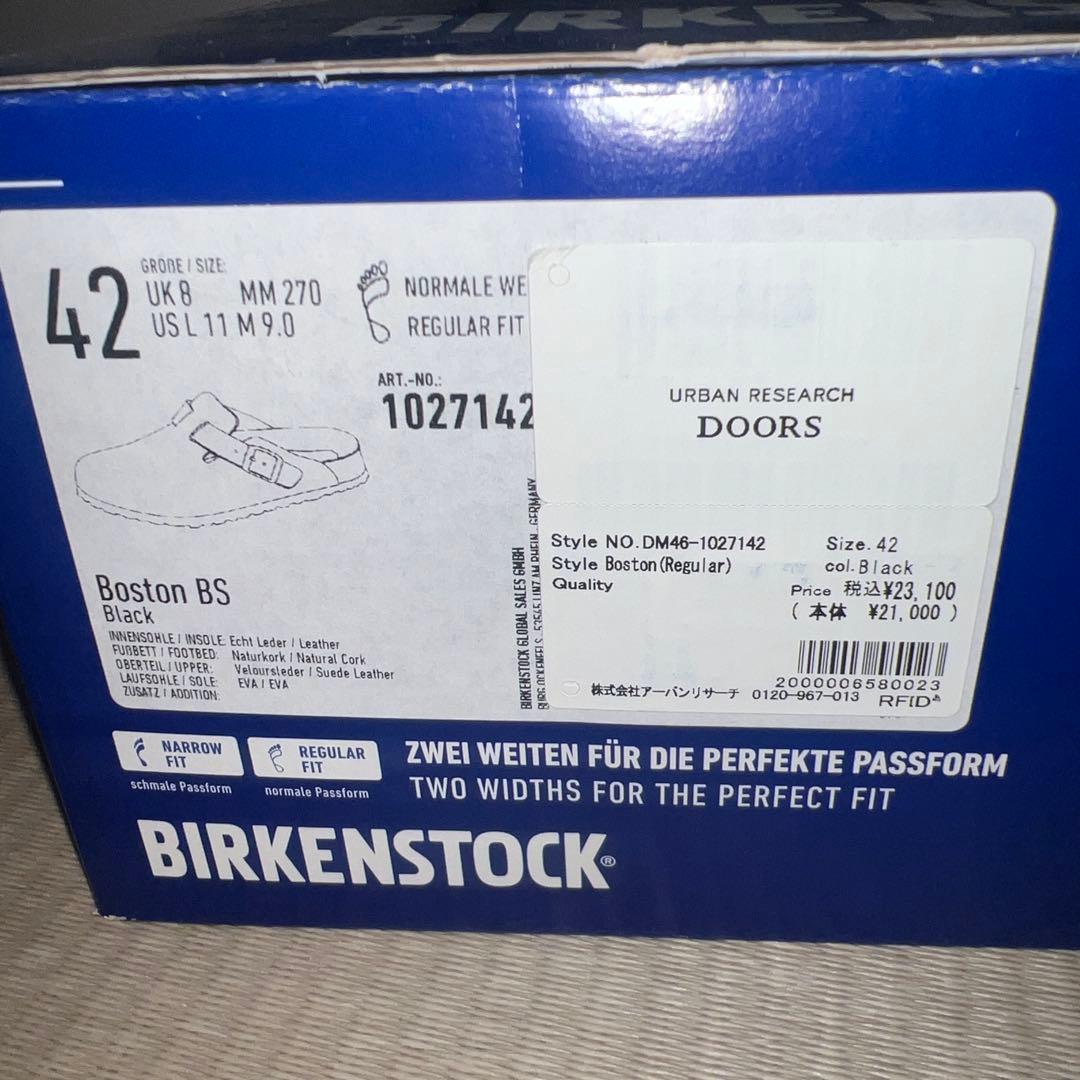 BIRKENS
42
GRÖßE / SIZE:
UK 8 MM 270
US L 11 M 9.0
NORMALE WE
REGULAR FIT
ART.-NO.:
1027142
URBAN RESEARCH
DOORS
Style NO.DM46-1027142 Size. 42
Style Boston(Regular) col.Black
Quality
Price 税込¥23,100
( 本体 ¥21,000 )
2000006580023
株式会社アーバンリサーチ 0120-967-013 RFID
BIRKENSTOCK GLOBAL SALES GMBH
GERMANY
Boston BS
Black
INNENSOHLE / INSOLE: Echt Leder / Leather
FUßBETT / FOOTBED: Naturkork / Natural Cork
OBERTEIL / UPPER: Veloursleder / Suede Leather
LAUFSOHLE / SOLE: EVA / EVA
ZUSATZ / ADDITION:
NARROW
FIT
schmale Passform
REGULAR
FIT
normale Passform
ZWEI WEITEN FÜR DIE PERFEKTE PASSFORM
TWO WIDTHS FOR THE PERFECT FIT
BIRKENSTOCK®